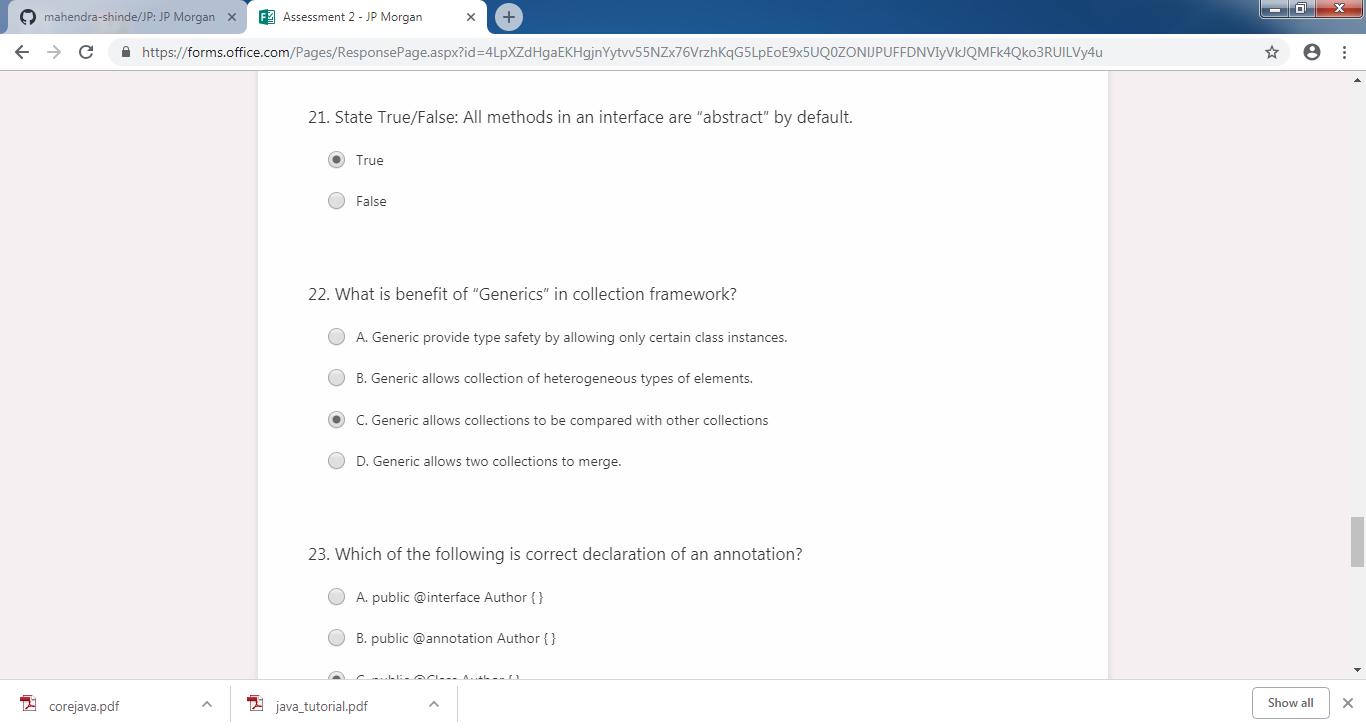 mahendra-shinde/JP: JP Morgan
Assessment 2 - JP Morgan
https://forms.office.com/Pages/ResponsePage.aspx?id=4LpXZdHgaEKHgjnYytvv55NZx76VrzhKqG5LpEoE9x5UQ0ZONlJPUFFDNVIyVkJQMFk4Qko3RUlLVy4u
21. State True/False: All methods in an interface are “abstract” by default.
True
False
22. What is benefit of “Generics” in collection framework?
A. Generic provide type safety by allowing only certain class instances.
B. Generic allows collection of heterogeneous types of elements.
C. Generic allows collections to be compared with other collections
D. Generic allows two collections to merge.
23. Which of the following is correct declaration of an annotation?
A. public @interface Author { }
B. public @annotation Author { }
C. public @Class Author { }
corejava.pdf
java_tutorial.pdf
Show all